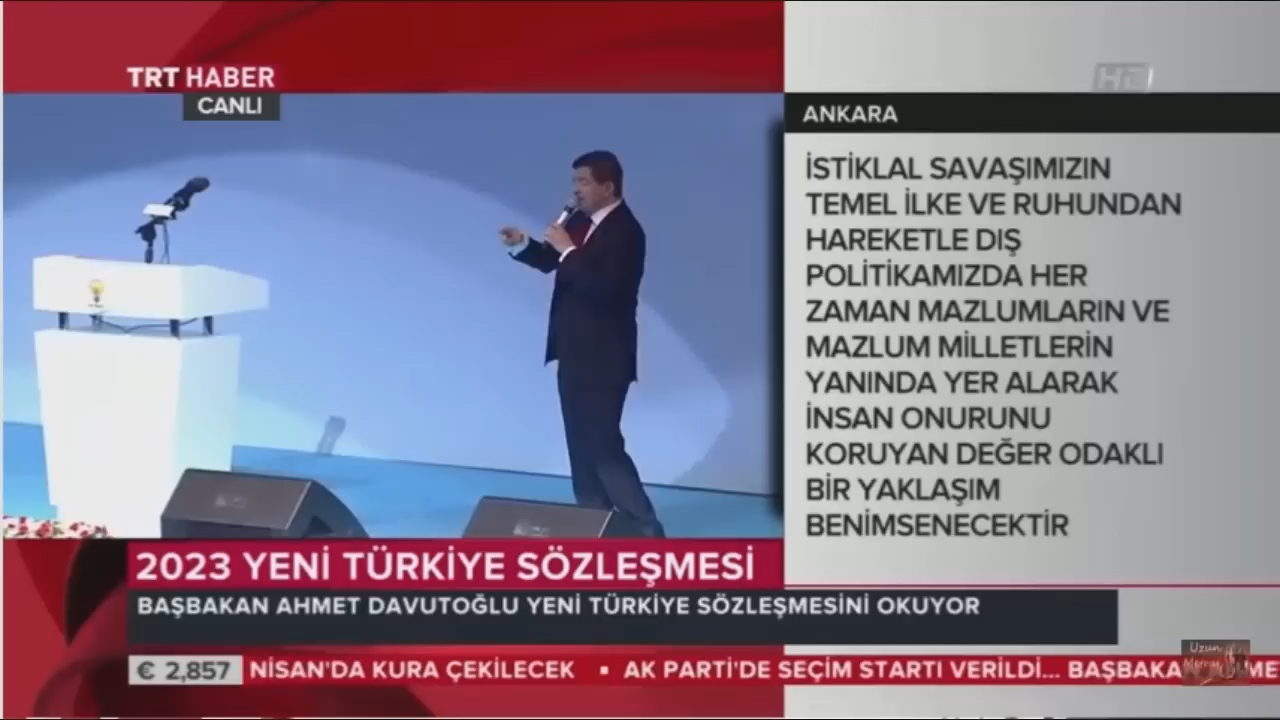 TRT HABER
CANLI
HD
ANKARA
İSTİKLAL SAVAŞIMIZIN
TEMEL İLKE VE RUHUNDAN
HAREKETLE DIŞ
POLİTİKAMIZDA HER
ZAMAN MAZLUMLARIN VE
MAZLUM MİLLETLERİN
YANINDA YER ALARAK
İNSAN ONURUNU
KORUYAN DEĞER ODAKLI
BİR YAKLAŞIM
BENİMSENECEKTİR
2023 YENİ TÜRKİYE SÖZLEŞMESİ
BAŞBAKAN AHMET DAVUTOĞLU YENİ TÜRKİYE SÖZLEŞMESİNİ OKUYOR
€ 2,857 NİSAN'DA KURA ÇEKİLECEK ▪ AK PARTİ'DE SEÇİM STARTI VERİLDİ... BAŞBAKA
Uzun